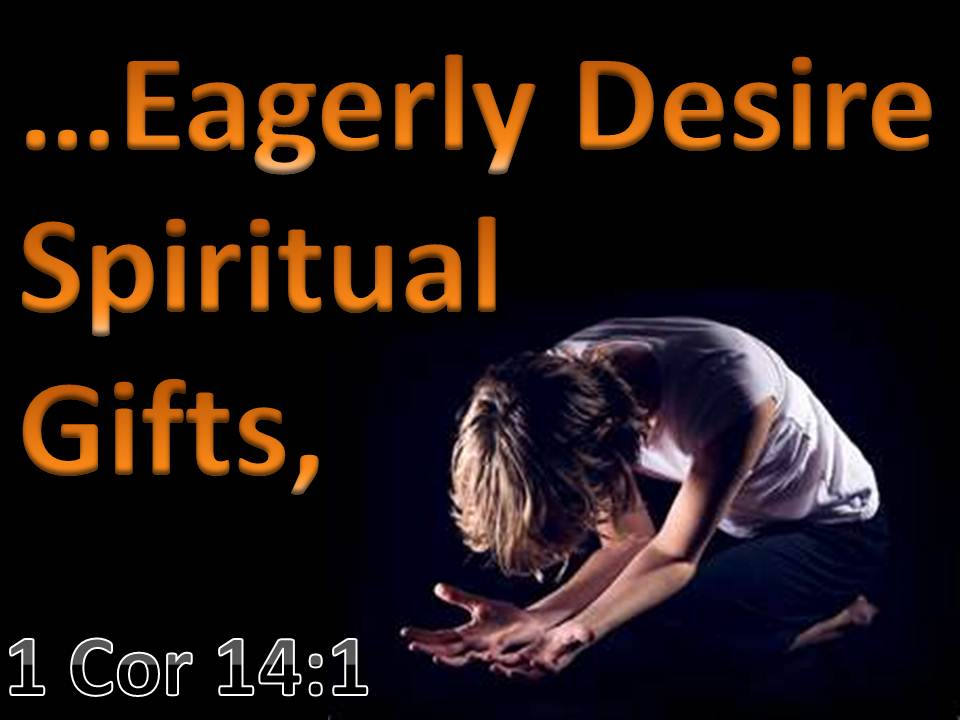 ...Eagerly Desire
Spiritual
Gifts,
1 Cor 14:1